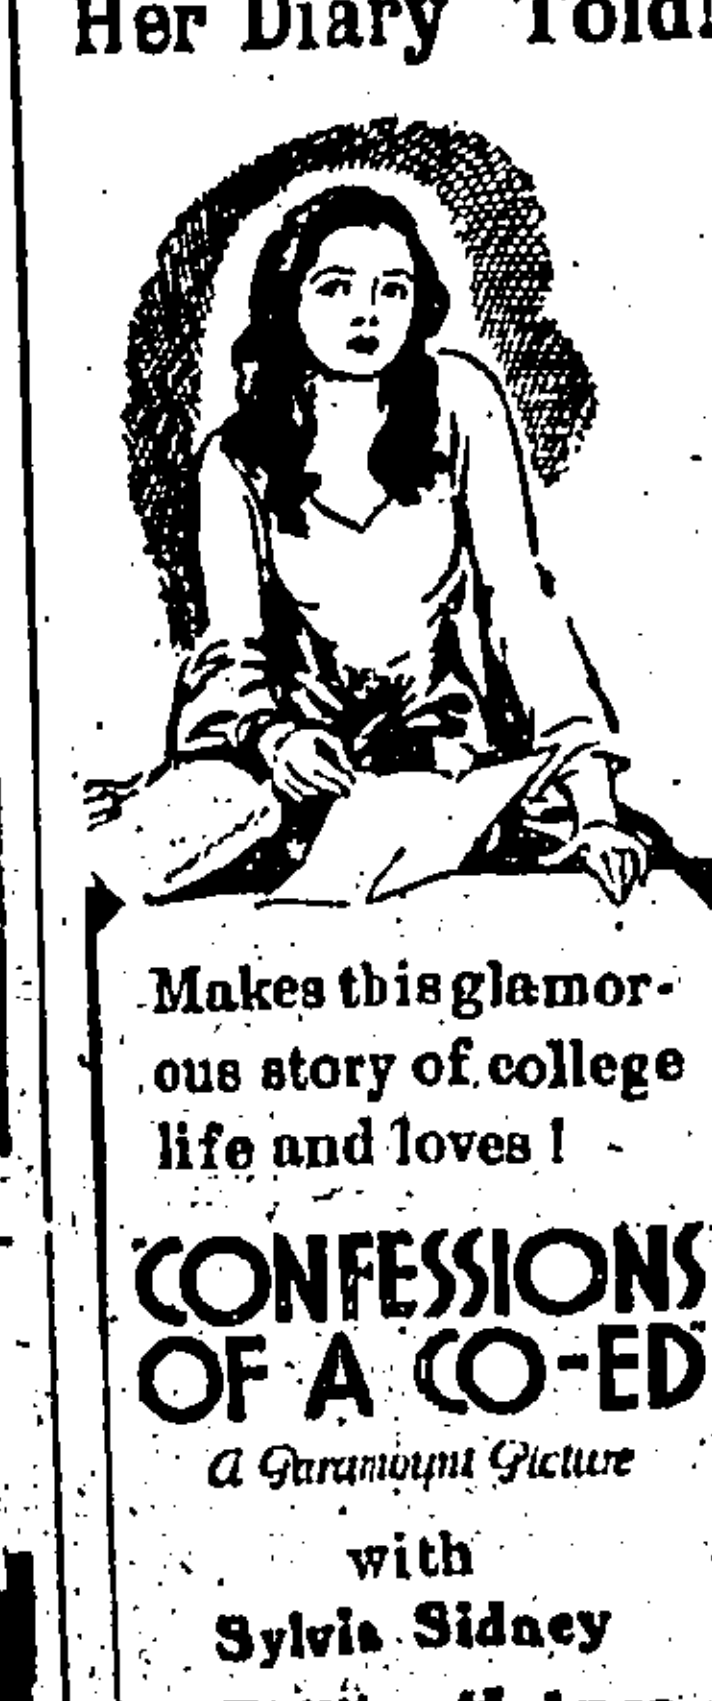 Her Diary Told!
Makes this glamor-
ous story of college
life and loves!
"CONFESSIONS
OF A CO-ED"
A Paramount Picture
with
Sylvia Sidney